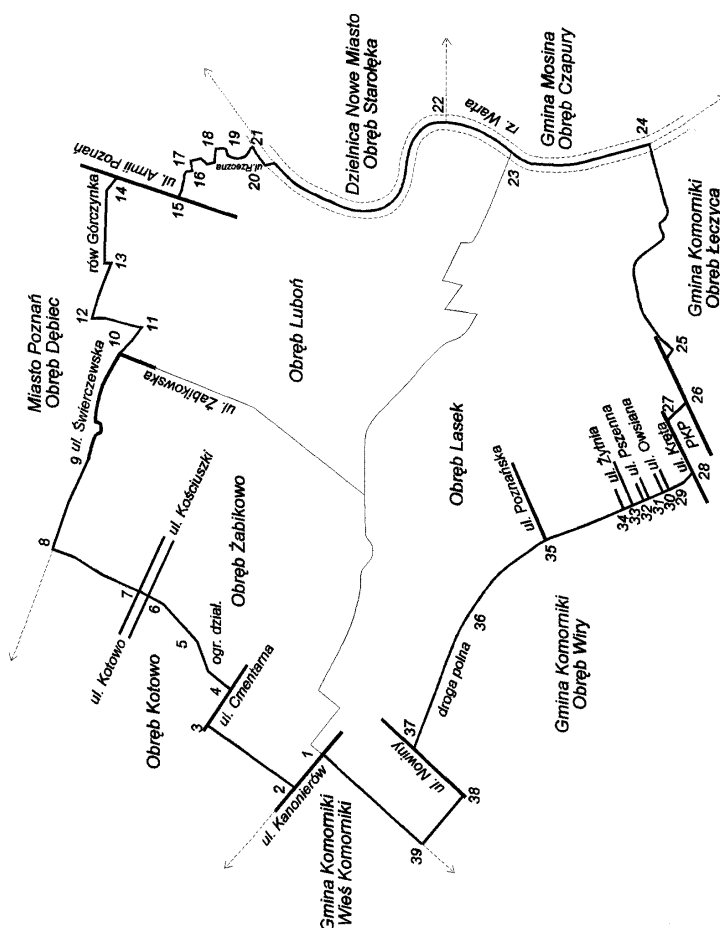 Miasto Poznań
Obręb Dębiec
Dzielnica Nowe Miasto
Obręb Starołęka
Gmina Mosina
Obręb Czapury
Gmina Komorniki
Obręb Łęczyca
Gmina Komorniki
Obręb Wiry
Gmina Komorniki
Wieś Komorniki
Obręb Kotowo
Obręb Żabikowo
Obręb Luboń
Obręb Lasek
rz. Warta
rów Górczynka
ul. Armii Poznań
ul. Rzeczna
ul. Świerczewska
ul. Żabikowska
ul. Kościuszki
ul. Kotowo
ogr. dział.
ul. Cmentarna
ul. Kanonierów
ul. Nowiny
droga polna
ul. Poznańska
ul. Żytnia
ul. Pszenna
ul. Owsiana
ul. Kręta
PKP
1
2
3
4
5
6
7
8
9
10
11
12
13
14
15
16
17
18
19
20
21
22
23
24
25
26
27
28
29
30
31
32
33
34
35
36
37
38
39